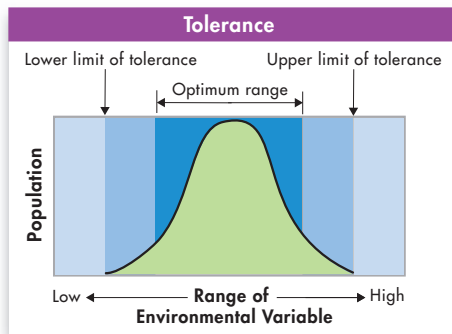 Tolerance
Lower limit of tolerance
Upper limit of tolerance
Optimum range
Population
Low
Range of
Environmental Variable
High